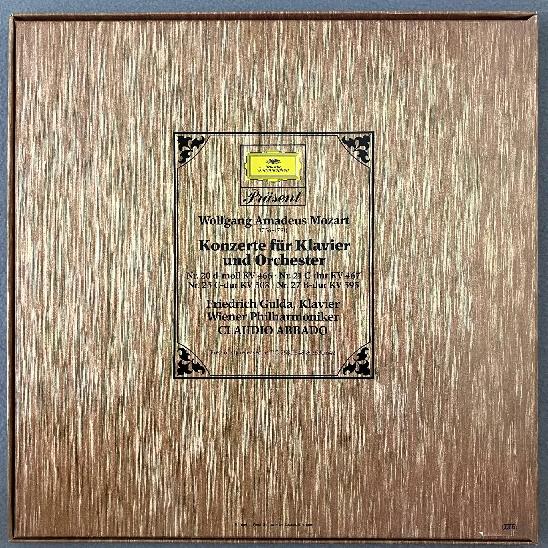 Präsent
Wolfgang Amadeus Mozart
Konzerte für Klavier
und Orchester
Nr. 20 d-moll KV 466 · Nr. 21 C-dur KV 467
Nr. 25 C-dur KV 503 · Nr. 27 B-dur KV 595
Friedrich Gulda, Klavier
Wiener Philharmoniker
CLAUDIO ABBADO